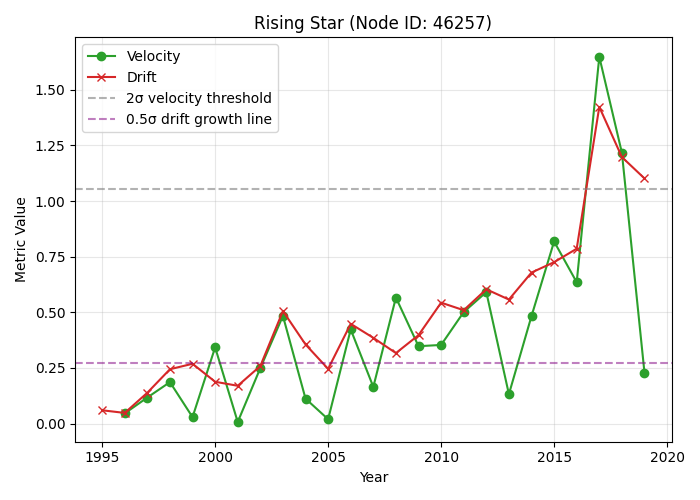 Rising Star (Node ID: 46257)
Velocity
Drift
2σ velocity threshold
0.5σ drift growth line
Metric Value
1.50
1.25
1.00
0.75
0.50
0.25
0.00
1995 2000 2005 2010 2015 2020
Year